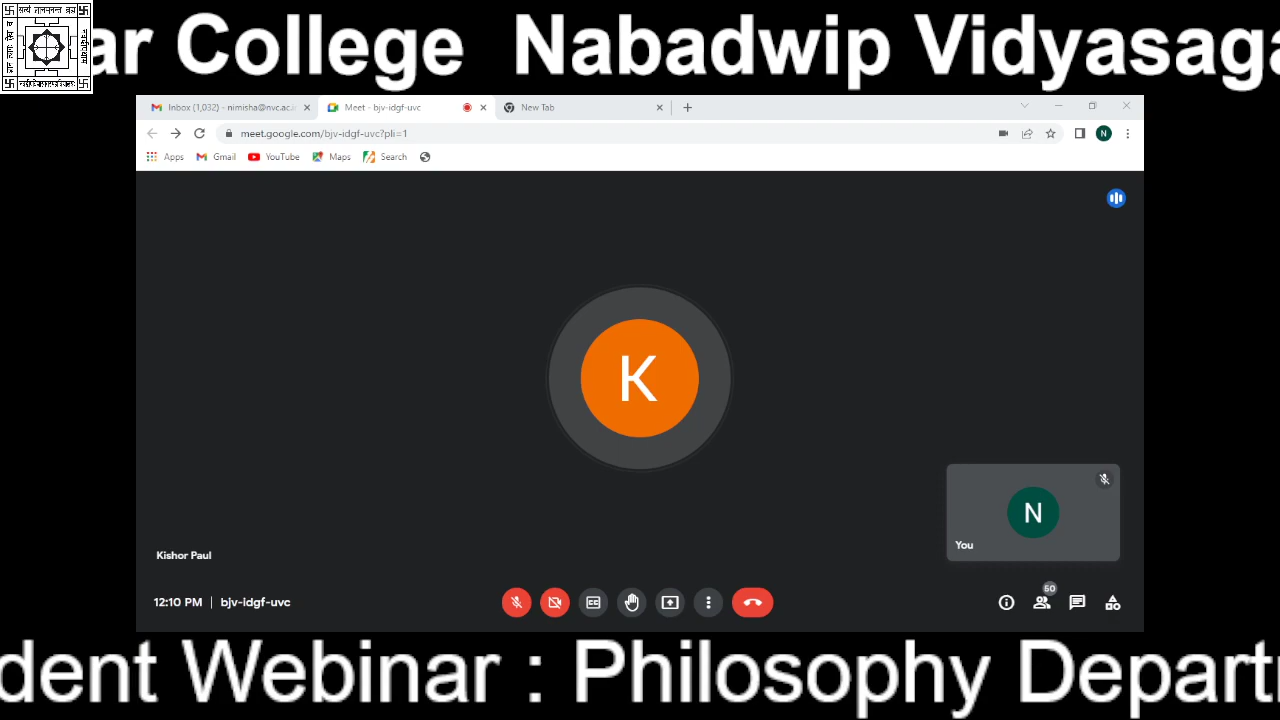 ar College Nabadwip Vidyasaga
Inbox (1,032) - nimisha@nvc.ac.i
Meet - bjv-idgf-uvc
New Tab
meet.google.com/bjv-idgf-uvc?pli=1
N
Apps
Gmail
YouTube
Maps
Search
K
N
You
Kishor Paul
12:10 PM | bjv-idgf-uvc
CC
50
dent Webinar : Philosophy Depart